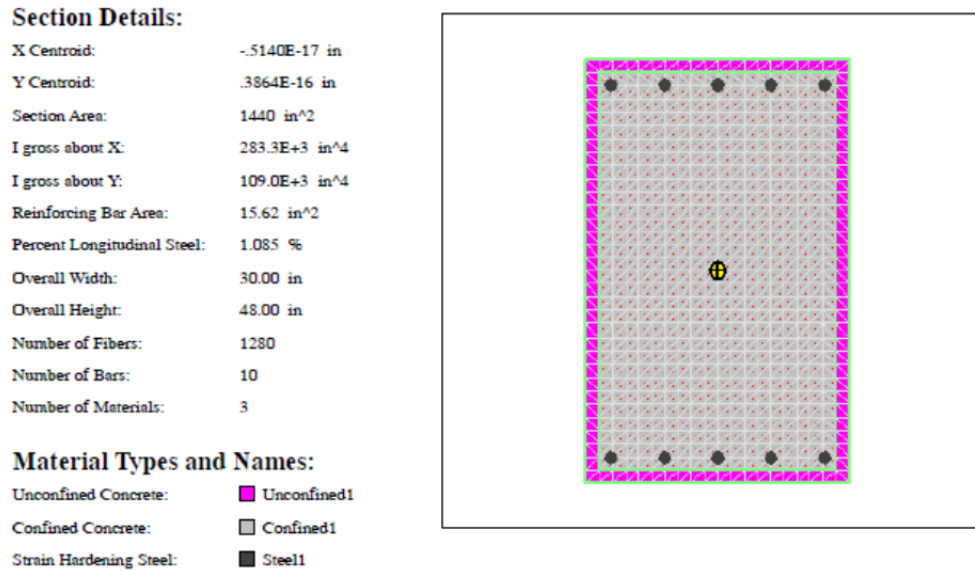 Section Details:
X Centroid: -.5140E-17 in
Y Centroid: .3864E-16 in
Section Area: 1440 in^2
I gross about X: 283.3E+3 in^4
I gross about Y: 109.0E+3 in^4
Reinforcing Bar Area: 15.62 in^2
Percent Longitudinal Steel: 1.085 %
Overall Width: 30.00 in
Overall Height: 48.00 in
Number of Fibers: 1280
Number of Bars: 10
Number of Materials: 3
Material Types and Names:
Unconfined Concrete: Unconfined1
Confined Concrete: Confined1
Strain Hardening Steel: Steel1